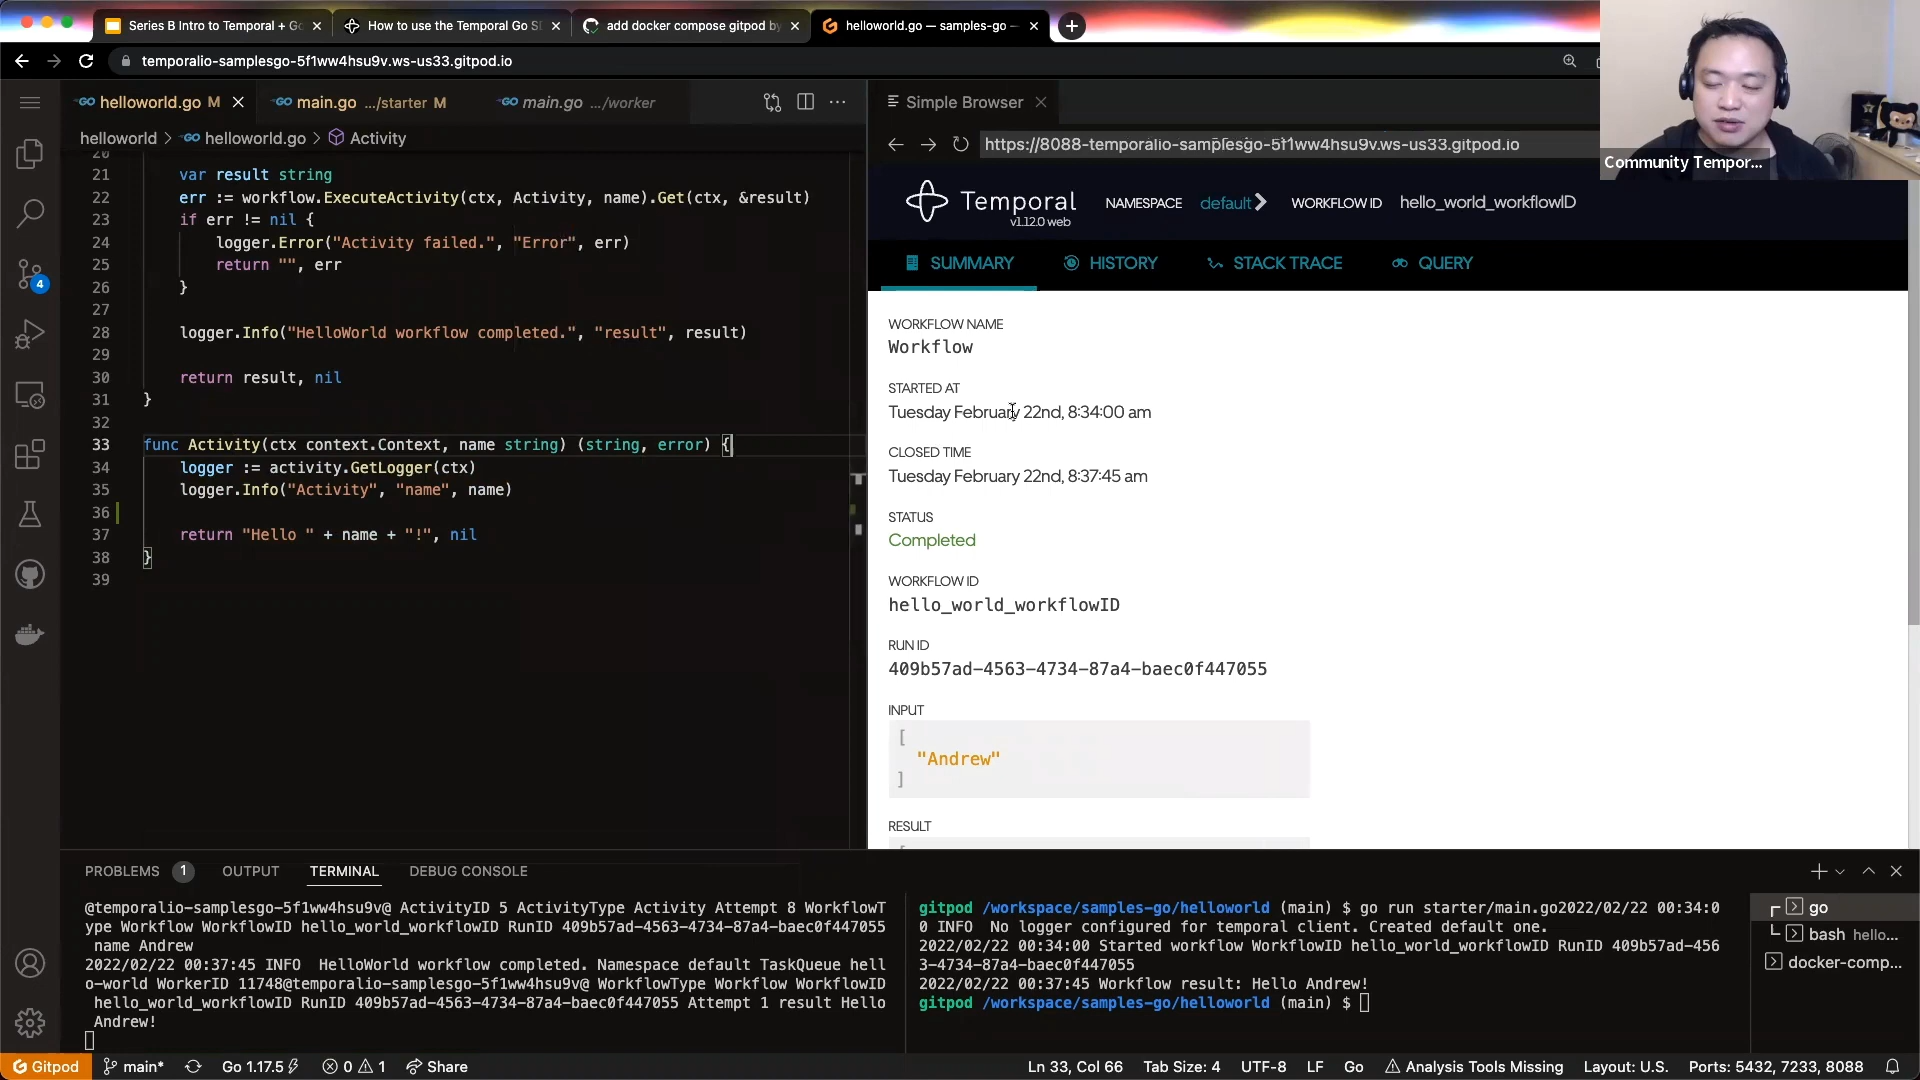 Series B Intro to Temporal + Go
How to use the Temporal Go S
add docker compose gitpod by
helloworld.go — samples-go —
temporalio-samplesgo-5f1ww4hsu9v.ws-us33.gitpod.io
helloworld.go M
main.go .../starter M
main.go .../worker
helloworld > helloworld.go > Activity
20
21 var result string
22 err := workflow.ExecuteActivity(ctx, Activity, name).Get(ctx, &result)
23 if err != nil {
24 logger.Error("Activity failed.", "Error", err)
25 return "", err
26 }
27
28 logger.Info("HelloWorld workflow completed.", "result", result)
29
30 return result, nil
31 }
32
33 func Activity(ctx context.Context, name string) (string, error) {
34 logger := activity.GetLogger(ctx)
35 logger.Info("Activity", "name", name)
36
37 return "Hello " + name + "!", nil
38 }
39
4
Simple Browser
https://8088-temporalio-samplesgo-5f1ww4hsu9v.ws-us33.gitpod.io
Community Tempor...
Temporal
v1.12.0 web
NAMESPACE default
WORKFLOW ID hello_world_workflowID
SUMMARY HISTORY STACK TRACE QUERY
WORKFLOW NAME
Workflow
STARTED AT
Tuesday February 22nd, 8:34:00 am
CLOSED TIME
Tuesday February 22nd, 8:37:45 am
STATUS
Completed
WORKFLOW ID
hello_world_workflowID
RUN ID
409b57ad-4563-4734-87a4-baec0f447055
INPUT
[
"Andrew"
]
RESULT
PROBLEMS 1 OUTPUT TERMINAL DEBUG CONSOLE
@temporalio-samplesgo-5f1ww4hsu9v@ ActivityID 5 ActivityType Activity Attempt 8 WorkflowT
ype Workflow WorkflowID hello_world_workflowID RunID 409b57ad-4563-4734-87a4-baec0f447055
name Andrew
2022/02/22 00:37:45 INFO  HelloWorld workflow completed. Namespace default TaskQueue hell
o-world WorkerID 11748@temporalio-samplesgo-5f1ww4hsu9v@ WorkflowType Workflow WorkflowID
hello_world_workflowID RunID 409b57ad-4563-4734-87a4-baec0f447055 Attempt 1 result Hello
Andrew!
gitpod /workspace/samples-go/helloworld (main) $ go run starter/main.go2022/02/22 00:34:0
0 INFO  No logger configured for temporal client. Created default one.
2022/02/22 00:34:00 Started workflow WorkflowID hello_world_workflowID RunID 409b57ad-456
3-4734-87a4-baec0f447055
2022/02/22 00:37:45 Workflow result: Hello Andrew!
gitpod /workspace/samples-go/helloworld (main) $
go
bash hello...
docker-comp...
Gitpod main* Go 1.17.5 0 1 Share
Ln 33, Col 66 Tab Size: 4 UTF-8 LF Go Analysis Tools Missing Layout: U.S. Ports: 5432, 7233, 8088